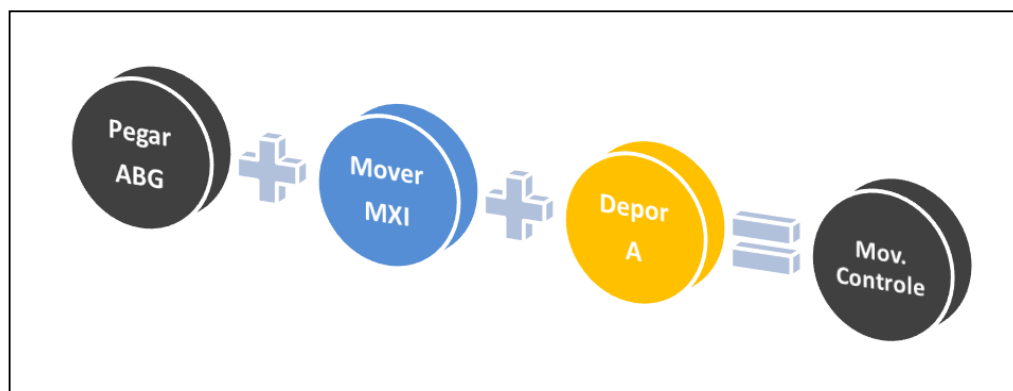 Pegar
ABG
Mover
MXI
Depor
A
Mov.
Controle